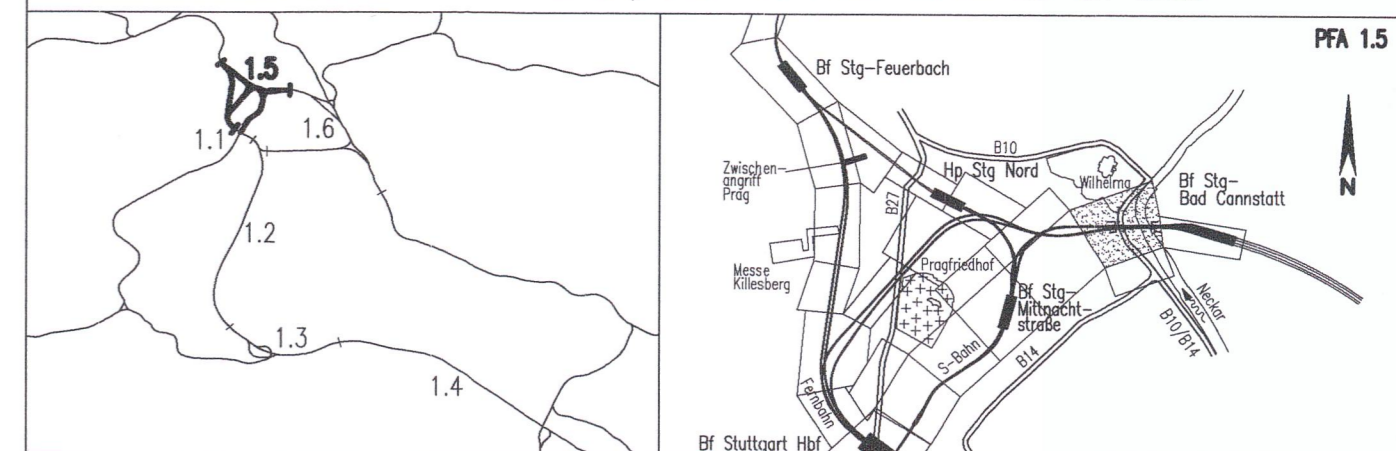 1.5
1.1
1.6
1.2
1.3
1.4
PFA 1.5
Bf Stg-Feuerbach
B10
Zwischen-
angriff
Prag
Hp Stg Nord
Wilhelma
Bf Stg-
Bad Cannstatt
N
B27
Messe
Killesberg
Pragfriedhof
Bf Stg-
Mittnacht-
straße
Neckar
B10/B14
S-Bahn
B14
Fernbahn
Bf Stuttgart Hbf